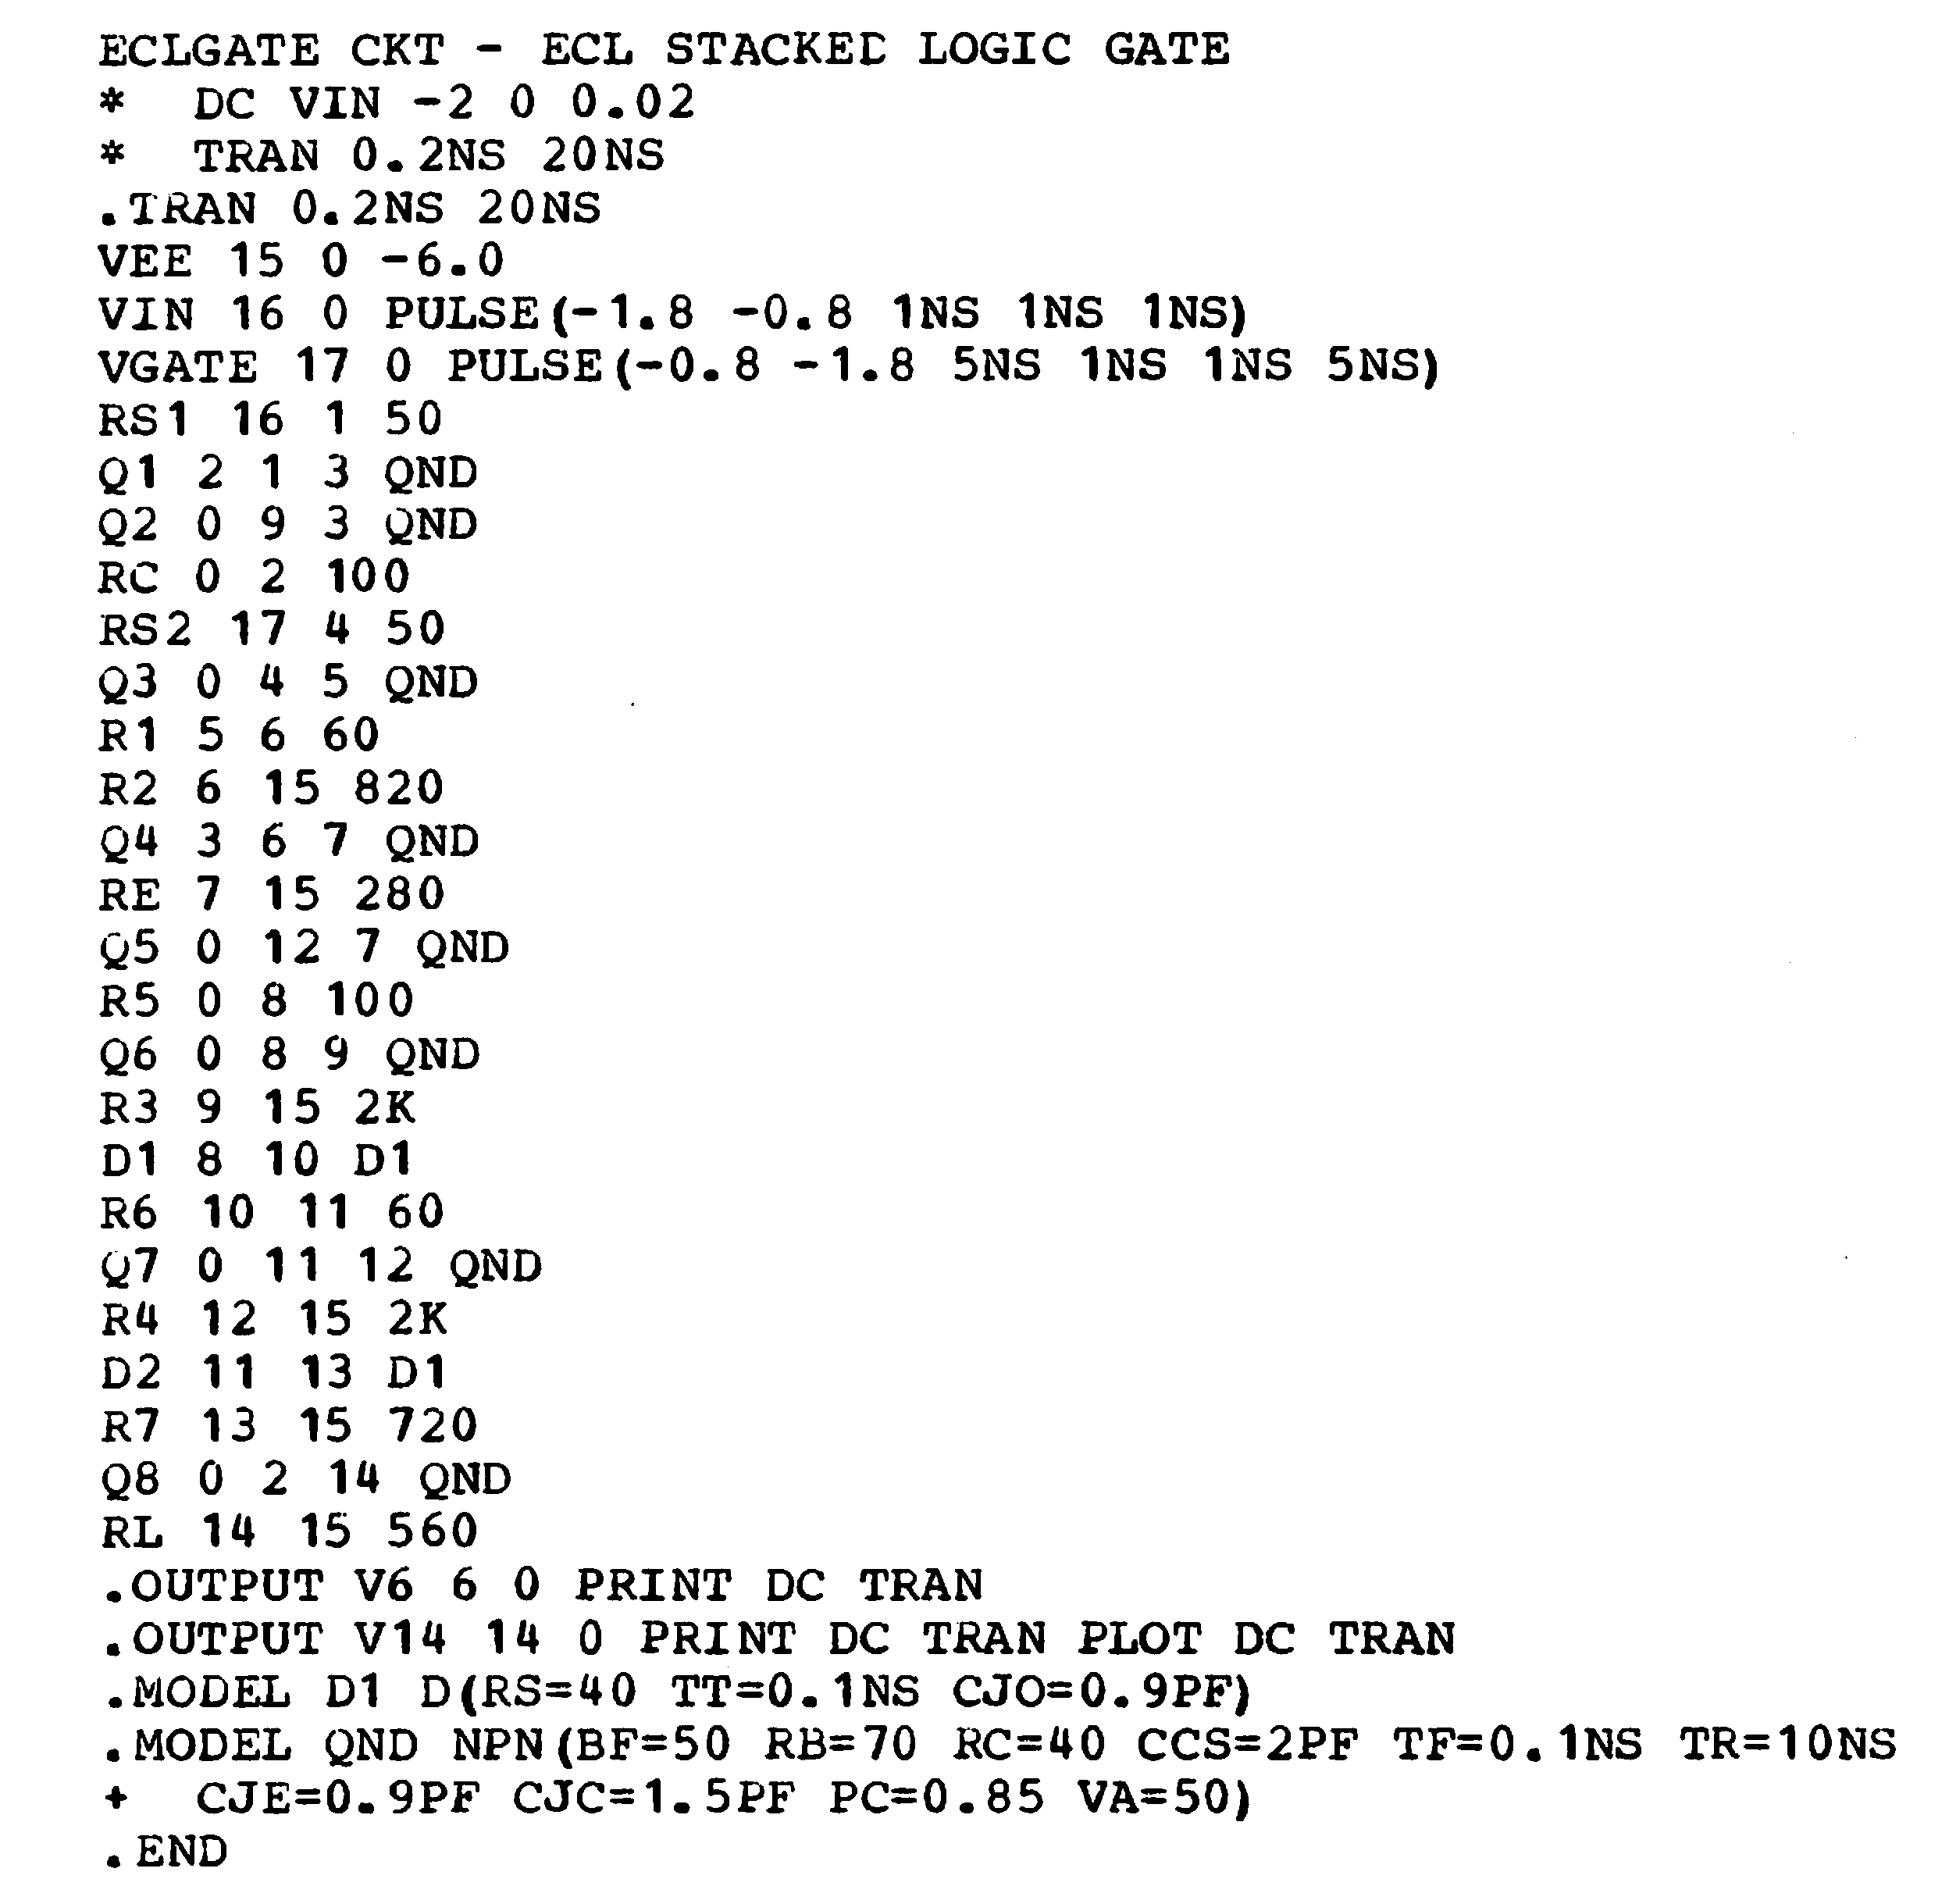 ECLGATE CKT - ECL STACKED LOGIC GATE
*  DC VIN -2 0 0.02
*  TRAN 0.2NS 20NS
.TRAN 0.2NS 20NS
VEE 15 0 -6.0
VIN 16 0 PULSE(-1.8 -0.8 1NS 1NS 1NS)
VGATE 17 0 PULSE(-0.8 -1.8 5NS 1NS 1NS 5NS)
RS1 16 1 50
Q1 2 1 3 QND
Q2 0 9 3 QND
RC 0 2 100
RS2 17 4 50
Q3 0 4 5 QND
R1 5 6 60
R2 6 15 820
Q4 3 6 7 QND
RE 7 15 280
Q5 0 12 7 QND
R5 0 8 100
Q6 0 8 9 QND
R3 9 15 2K
D1 8 10 D1
R6 10 11 60
Q7 0 11 12 QND
R4 12 15 2K
D2 11 13 D1
R7 13 15 720
Q8 0 2 14 QND
RL 14 15 560
.OUTPUT V6 6 0 PRINT DC TRAN
.OUTPUT V14 14 0 PRINT DC TRAN PLOT DC TRAN
.MODEL D1 D(RS=40 TT=0.1NS CJO=0.9PF)
.MODEL QND NPN(BF=50 RB=70 RC=40 CCS=2PF TF=0.1NS TR=10NS
+  CJE=0.9PF CJC=1.5PF PC=0.85 VA=50)
.END